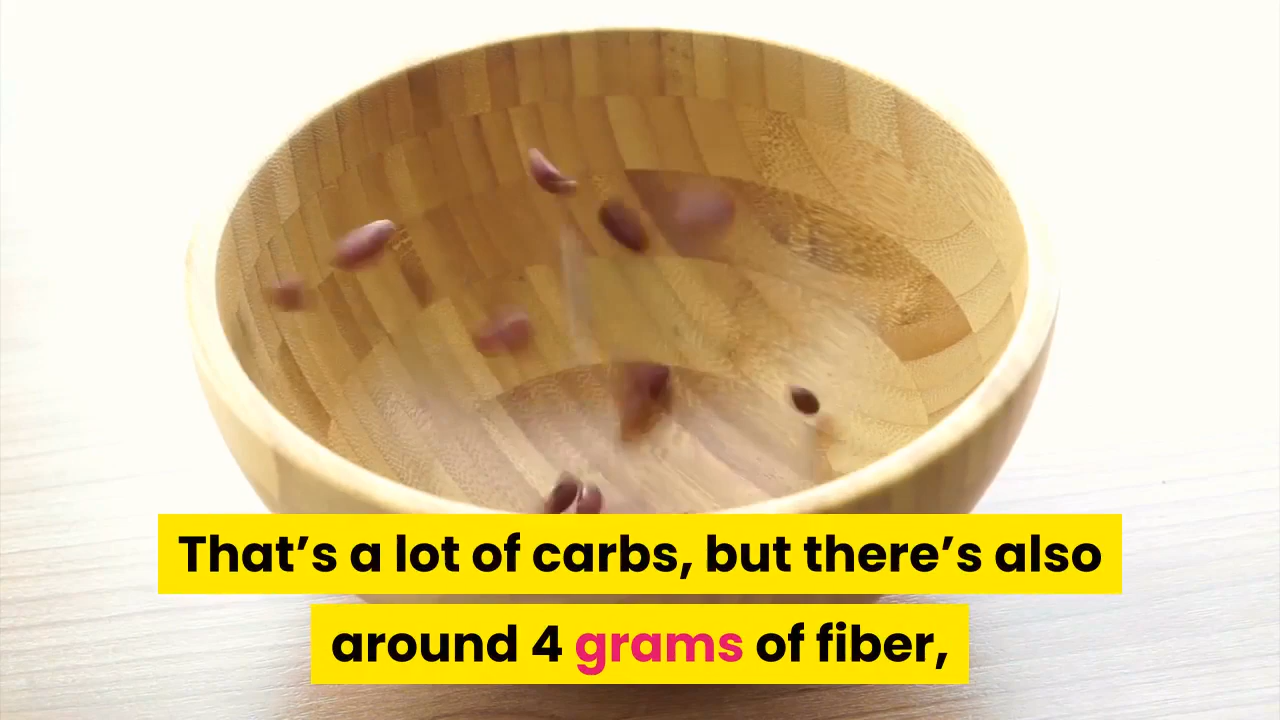 That’s a lot of carbs, but there’s also
around 4 grams of fiber,